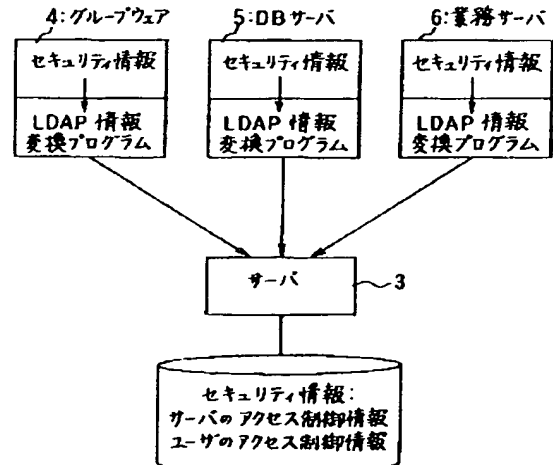 4:グループウェア
セキュリティ情報
LDAP 情報
変換プログラム
5:DBサーバ
セキュリティ情報
LDAP 情報
変換プログラム
6:業務サーバ
セキュリティ情報
LDAP 情報
変換プログラム
サーバ
3
セキュリティ情報:
サーバのアクセス制御情報
ユーザのアクセス制御情報